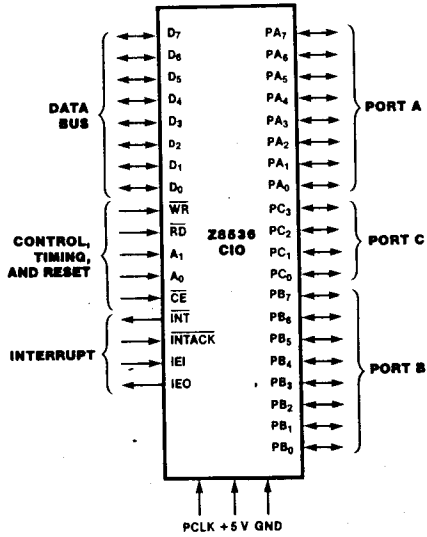 DATA
BUS
CONTROL,
TIMING,
AND RESET
INTERRUPT
D7
D6
D5
D4
D3
D2
D1
D0
WR
RD
A1
A0
CE
INT
INTACK
IEI
IEO
Z8536
CIO
PA7
PA6
PA5
PA4
PA3
PA2
PA1
PA0
PC3
PC2
PC1
PC0
PB7
PB6
PB5
PB4
PB3
PB2
PB1
PB0
PORT A
PORT C
PORT B
PCLK +5 V GND